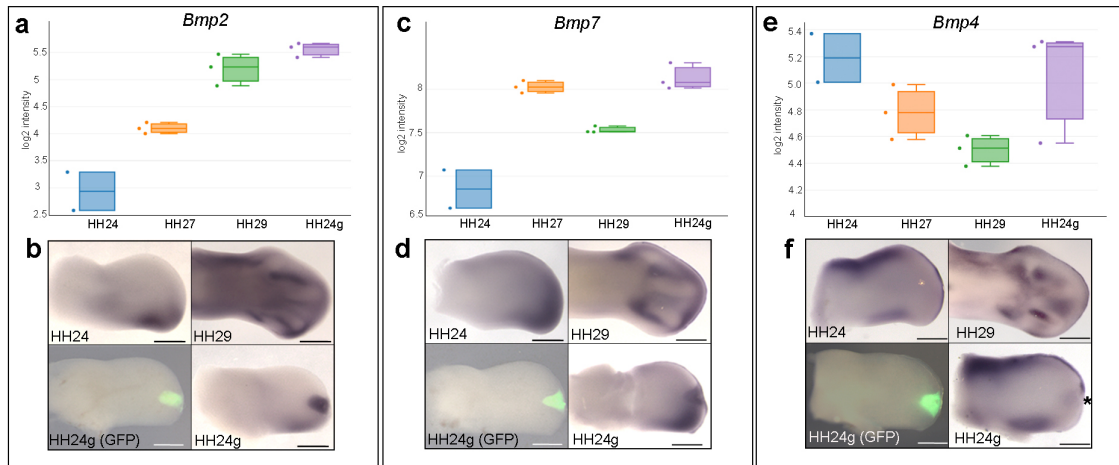 a
Bmp2
log2 intensity
5.5
5
4.5
4
3.5
3
2.5
HH24 HH27 HH29 HH24g
b
HH24
HH29
HH24g (GFP)
HH24g
c
Bmp7
log2 intensity
8
7.5
7
6.5
HH24 HH27 HH29 HH24g
d
HH24
HH29
HH24g (GFP)
HH24g
e
Bmp4
log2 intensity
5.4
5.2
5
4.8
4.6
4.4
4.2
4
HH24 HH27 HH29 HH24g
f
HH24
HH29
HH24g (GFP)
HH24g
*